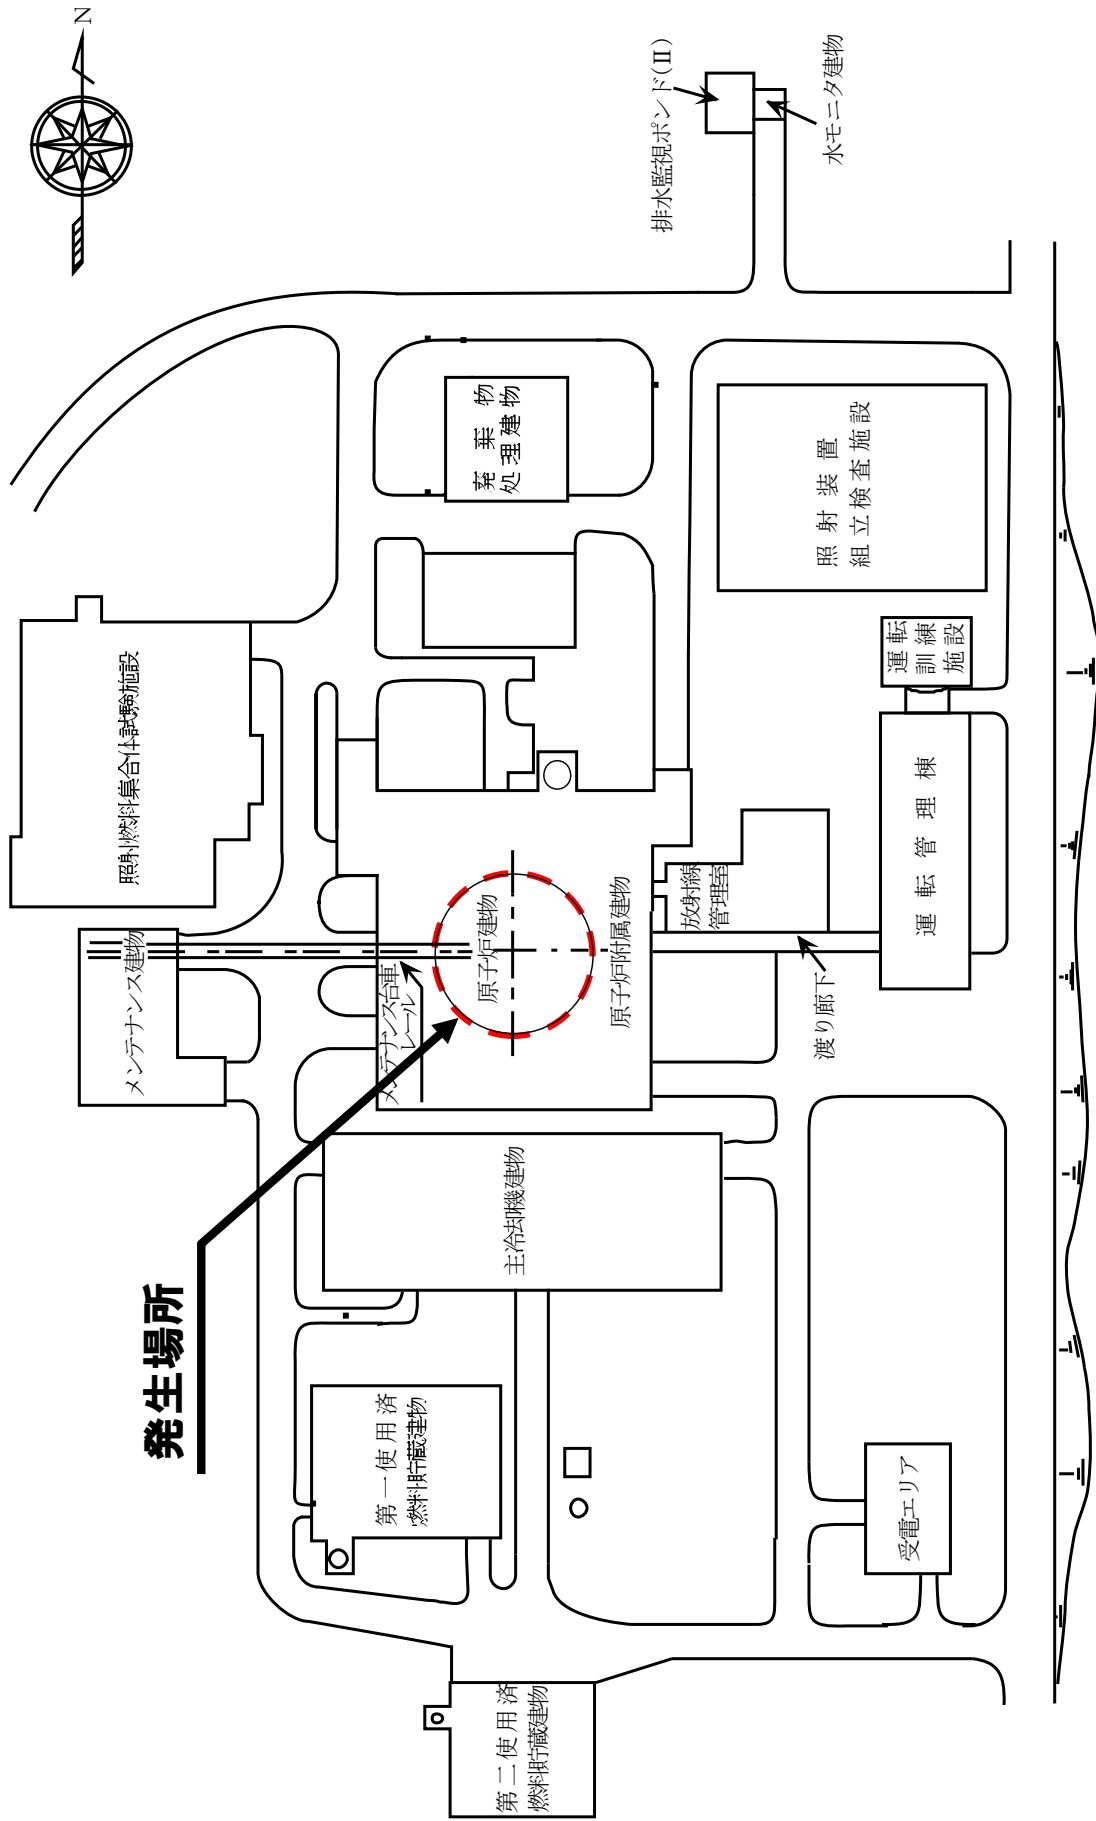 N
排水監視ポンド(Ⅱ)
水モニタ建物
廃棄物
処理建物
照射装置
組立検査施設
運転
訓練
施設
照射燃料集合体試験施設
運転管理棟
放射線
管理室
原子炉建物
原子炉附属建物
メンテナンス建物
メンテナンス台車
レール
渡り廊下
主冷却機建物
発生場所
第一使用済
燃料貯蔵建物
受電エリア
第二使用済
燃料貯蔵建物